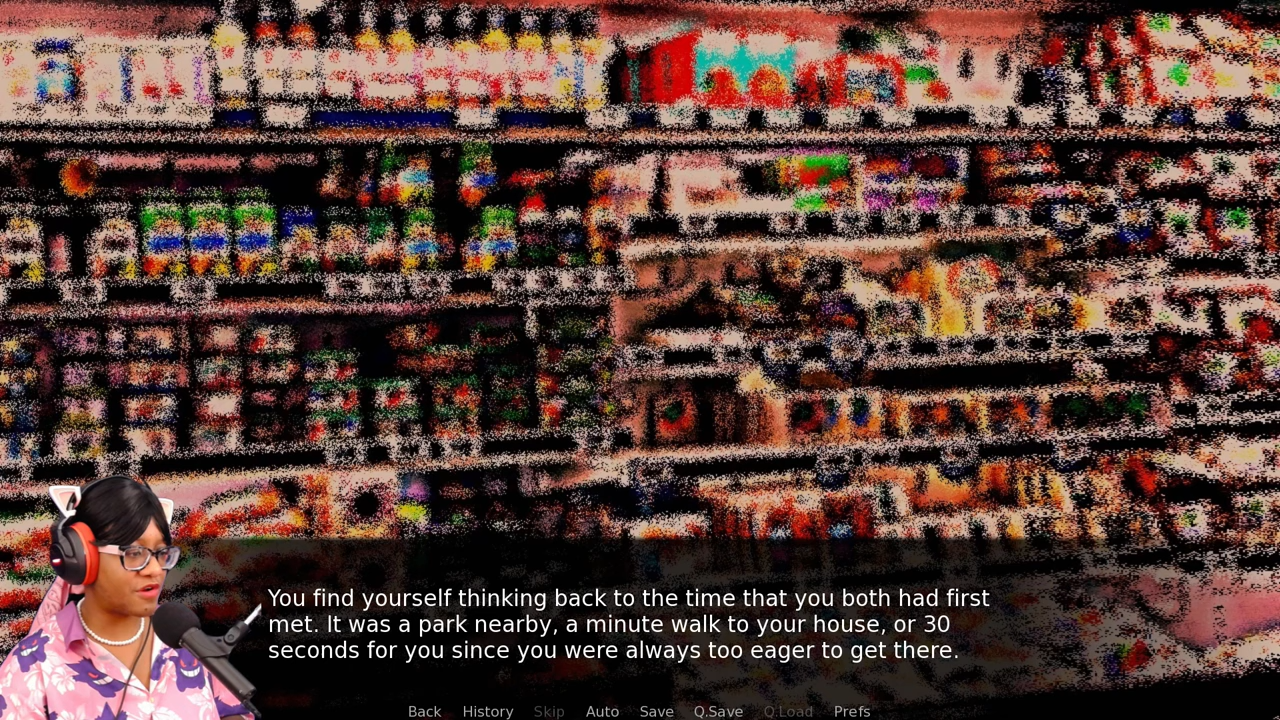 You find yourself thinking back to the time that you both had first
met. It was a park nearby, a minute walk to your house, or 30
seconds for you since you were always too eager to get there.
Back History Skip Auto Save Q.Save Q.Load Prefs